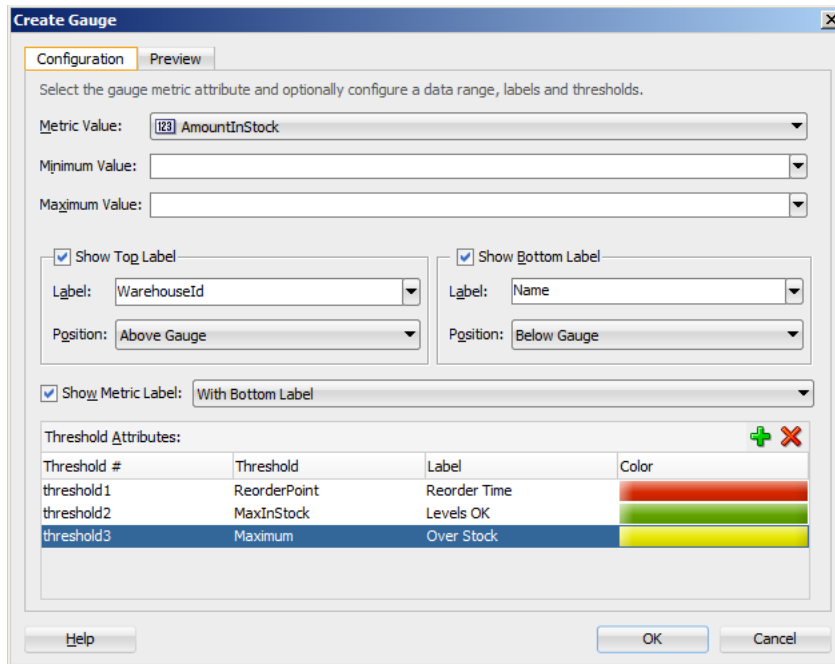 Create Gauge
Configuration Preview
Select the gauge metric attribute and optionally configure a data range, labels and thresholds.
Metric Value: 123 AmountInStock
Minimum Value:
Maximum Value:
Show Top Label Show Bottom Label
Label: WarehouseId Label: Name
Position: Above Gauge Position: Below Gauge
Show Metric Label: With Bottom Label
Threshold Attributes:
Threshold # Threshold Label Color
threshold1 ReorderPoint Reorder Time
threshold2 MaxInStock Levels OK
threshold3 Maximum Over Stock
Help OK Cancel